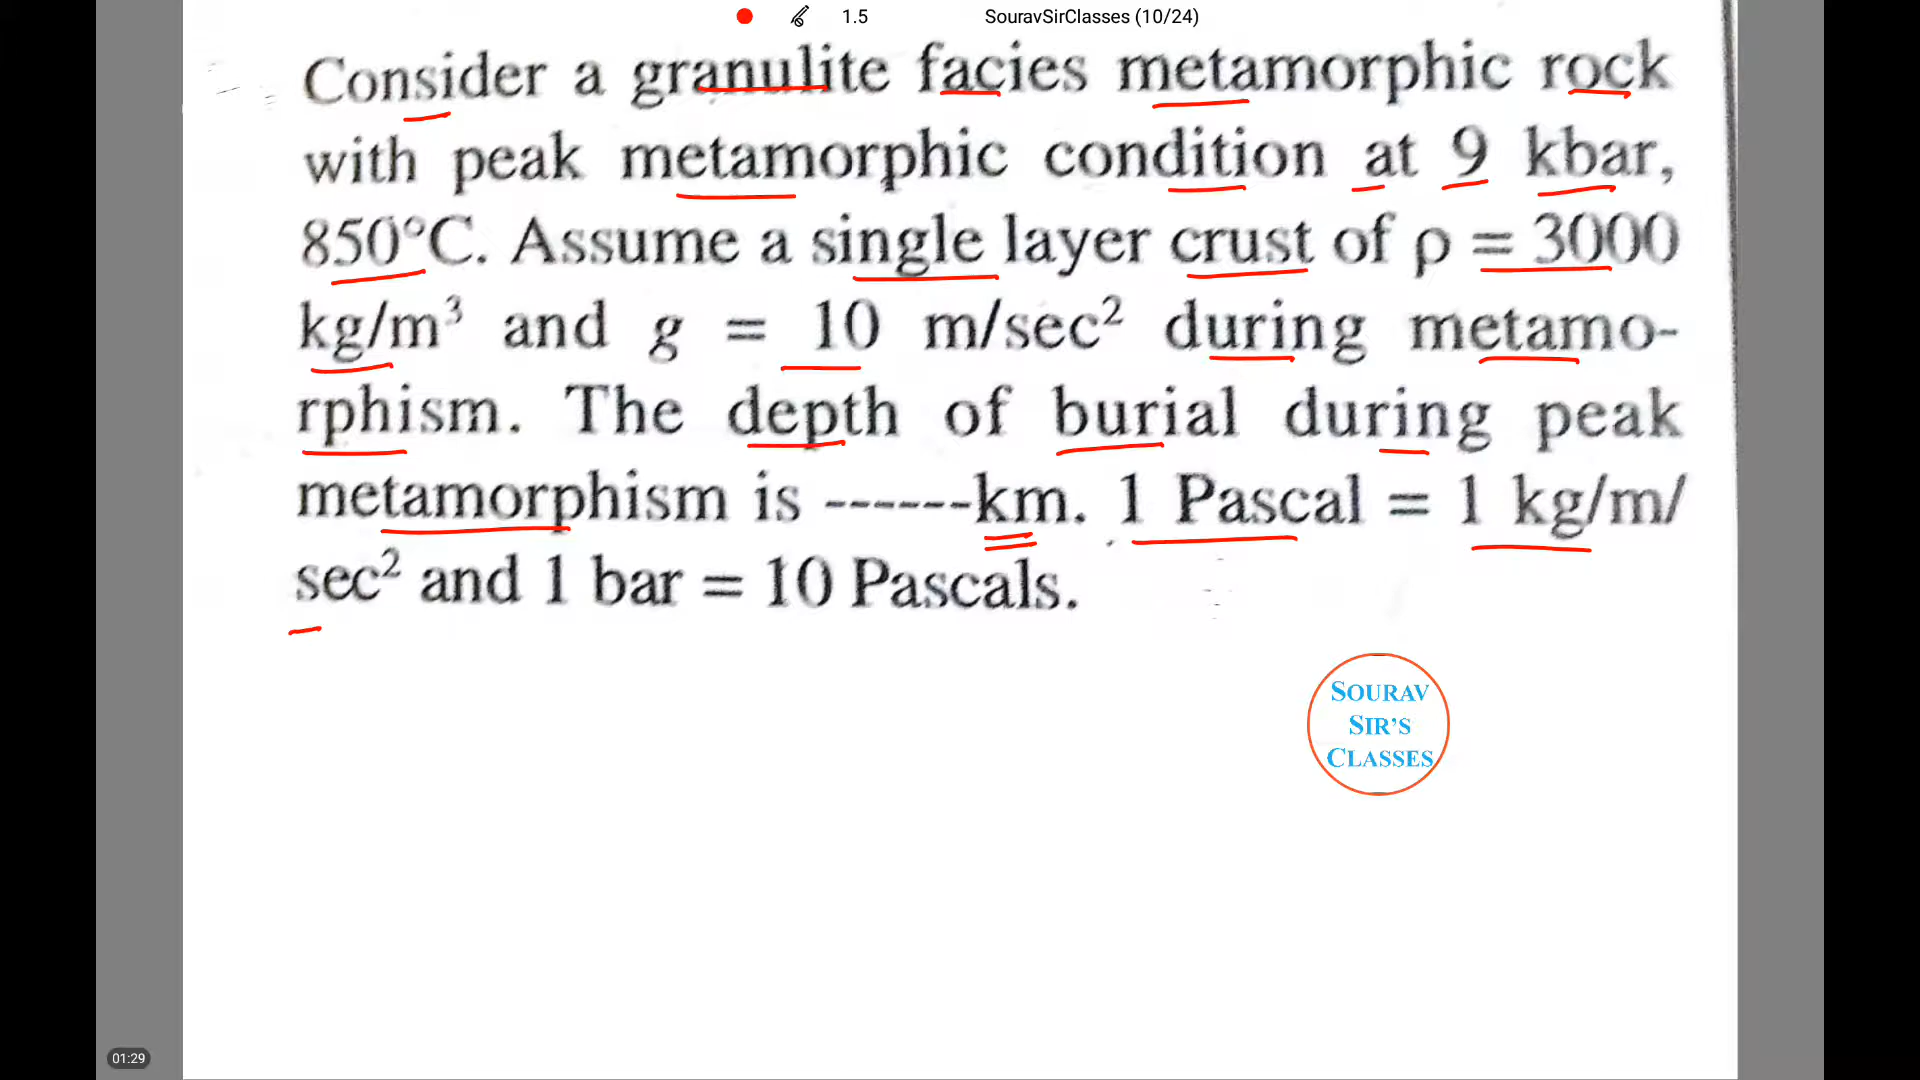 1.5 SouravSirClasses (10/24)
Consider a granulite facies metamorphic rock
with peak metamorphic condition at 9 kbar,
850°C. Assume a single layer crust of ρ = 3000
kg/m³ and g = 10 m/sec² during metamo-
rphism. The depth of burial during peak
metamorphism is ------km. 1 Pascal = 1 kg/m/
sec² and 1 bar = 10 Pascals.
SOURAV
SIR'S
CLASSES
01:29